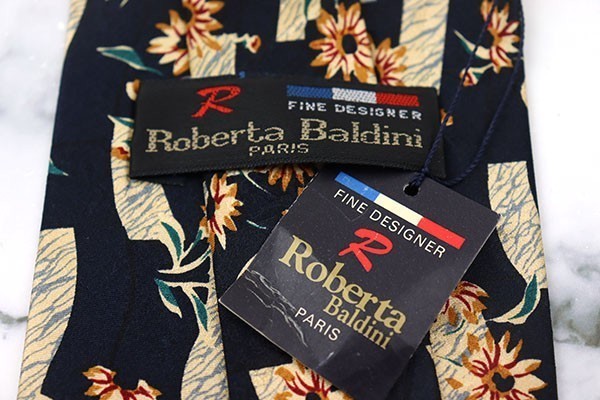 R
FINE DESIGNER
Roberta Baldini
PARIS
FINE DESIGNER
R
Roberta
Baldini
PARIS